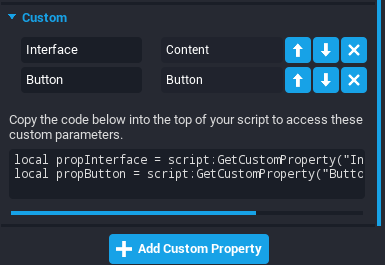 Custom
Interface Content
Button Button
Copy the code below into the top of your script to access these
custom parameters.
local propInterface = script:GetCustomProperty("In
local propButton = script:GetCustomProperty("Butto
Add Custom Property